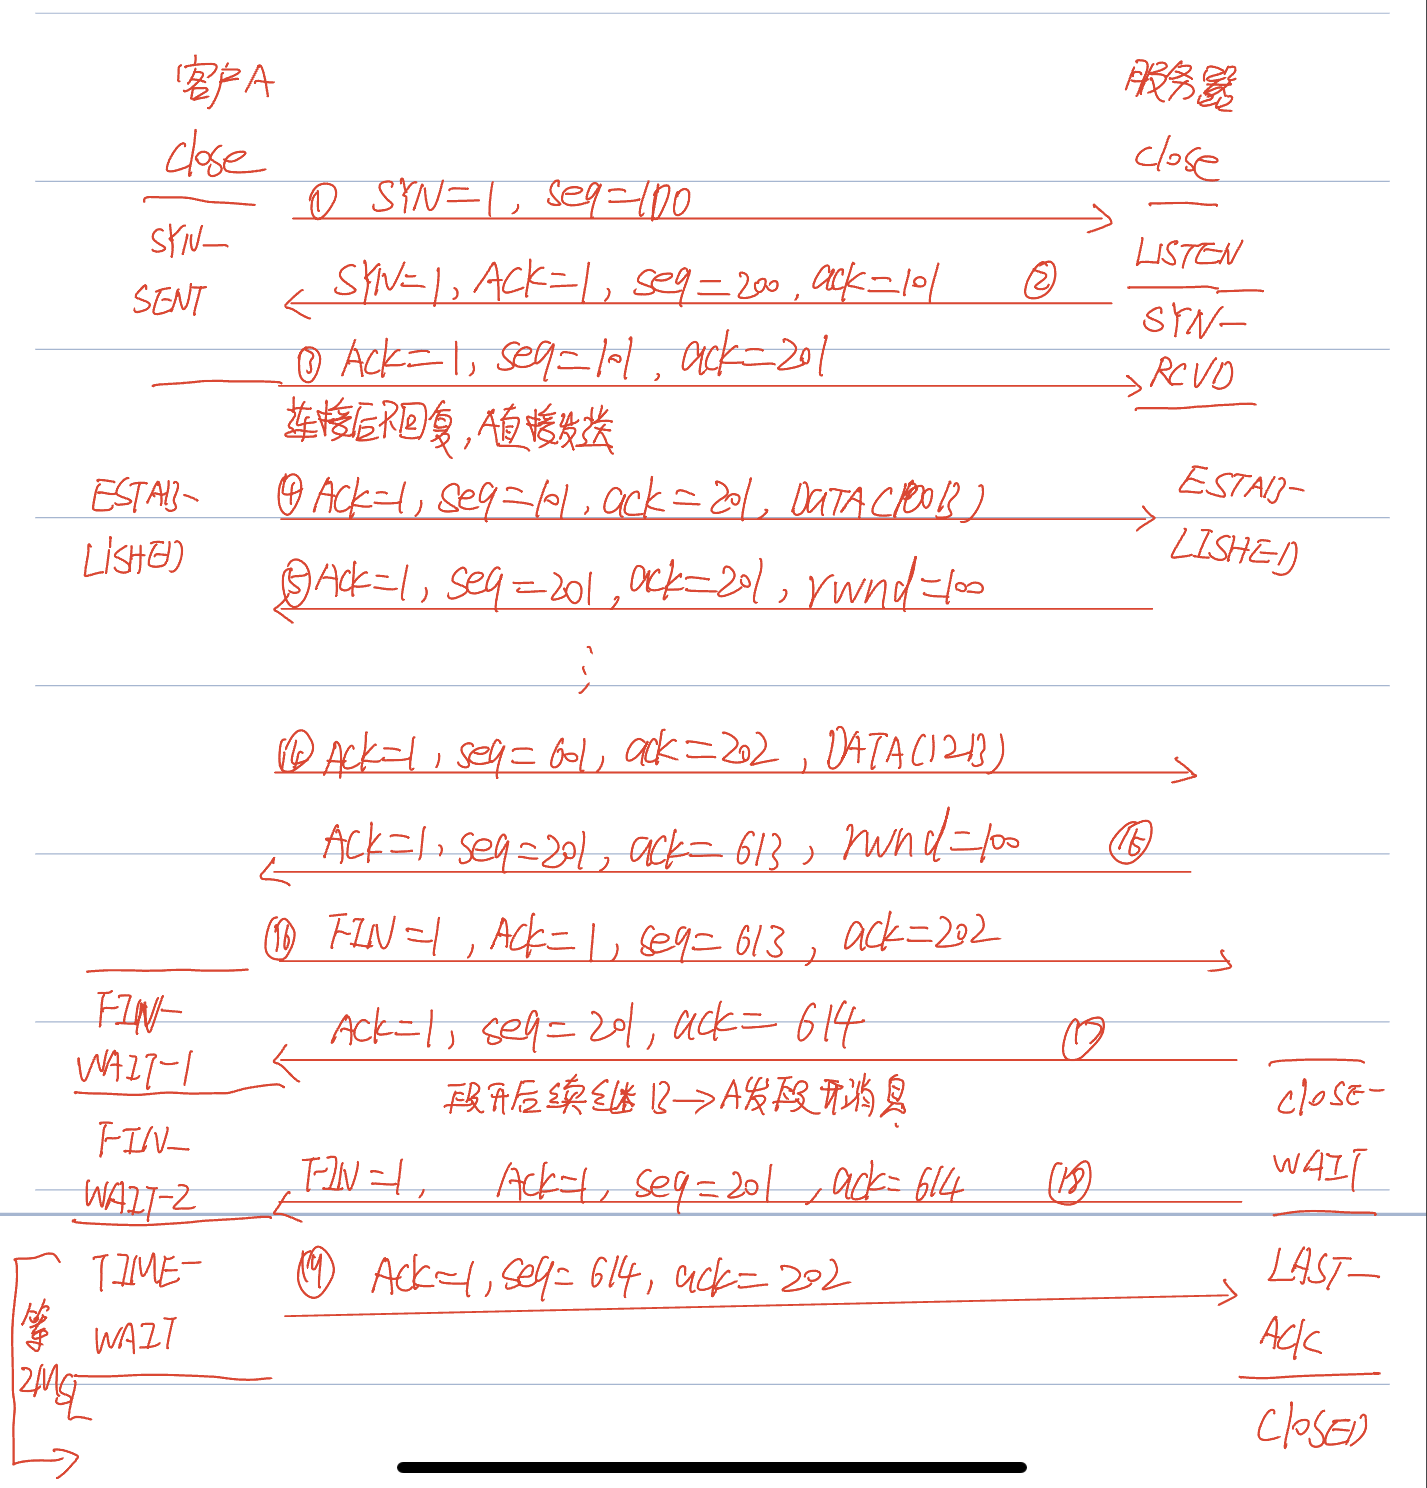 客户A 服务器
close close
① SYN=1, seq=100
SYN-
SENT
LISTEN
SYN=1, Ack=1, seq=200, ack=101 ②
SYN-
RCVD
③ Ack=1, seq=101, ack=201
连接后不回复,A直接发送
ESTAB-
LISHED
④ Ack=1, seq=101, ack=201, DATA(100B)
ESTAB-
LISHED
⑤ Ack=1, seq=201, ack=201, rwnd=100
⋮
⑭ Ack=1, seq=601, ack=202, DATA(12B)
Ack=1, seq=201, ack=613, rwnd=100 ⑮
⑯ FIN=1, Ack=1, seq=613, ack=202
FIN-
WAIT-1
Ack=1, seq=201, ack=614 ⑰
段开后续继B→A发段开消息.
close-
WAIT
FIN-
WAIT-2
FIN=1, Ack=1, seq=201, ack=614 ⑱
TIME-
WAIT
⑲ Ack=1, seq=614, ack=202
LAST-
ACK
等
2MSL
CLOSED